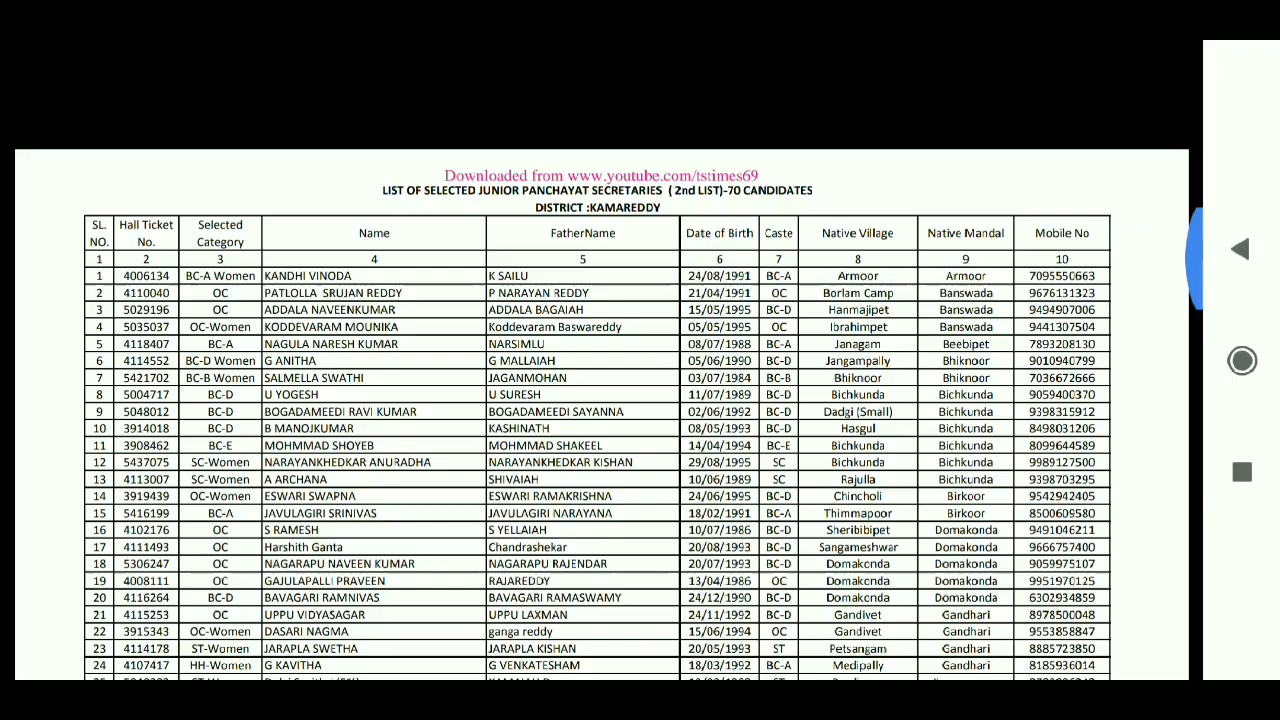 Downloaded from www.youtube.com/tstimes69
LIST OF SELECTED JUNIOR PANCHAYAT SECRETARIES ( 2nd LIST)-70 CANDIDATES
DISTRICT :KAMAREDDY
SL. NO. Hall Ticket No. Selected Category Name FatherName Date of Birth Caste Native Village Native Mandal Mobile No
1 2 3 4 5 6 7 8 9 10
1 4006134 BC-A Women KANDHI VINODA K SAILU 24/08/1991 BC-A Armoor Armoor 7095550663
2 4110040 OC PATLOLLA SRUJAN REDDY P NARAYAN REDDY 21/04/1991 OC Borlam Camp Banswada 9676131323
3 5029196 OC ADDALA NAVEENKUMAR ADDALA BAGAIAH 15/05/1995 BC-D Hanmajipet Banswada 9494907006
4 5035037 OC-Women KODDEVARAM MOUNIKA Koddevaram Baswareddy 05/05/1995 OC Ibrahimpet Banswada 9441307504
5 4118407 BC-A NAGULA NARESH KUMAR NARSIMLU 08/07/1988 BC-A Janagam Beebipet 7893208130
6 4114552 BC-D Women G ANITHA G MALLAIAH 05/06/1990 BC-D Jangampally Bhiknoor 9010940799
7 5421702 BC-B Women SALMELLA SWATHI JAGANMOHAN 03/07/1984 BC-B Bhiknoor Bhiknoor 7036672666
8 5004717 BC-D U YOGESH U SURESH 11/07/1989 BC-D Bichkunda Bichkunda 9059400370
9 5048012 BC-D BOGADAMEEDI RAVI KUMAR BOGADAMEEDI SAYANNA 02/06/1992 BC-D Dadgi (Small) Bichkunda 9398315912
10 3914018 BC-D B MANOJKUMAR KASHINATH 08/05/1993 BC-D Hasgul Bichkunda 8498031206
11 3908462 BC-E MOHMMAD SHOYEB MOHMMAD SHAKEEL 14/04/1994 BC-E Bichkunda Bichkunda 8099644589
12 5437075 SC-Women NARAYANKHEDKAR ANURADHA NARAYANKHEDKAR KISHAN 29/08/1995 SC Bichkunda Bichkunda 9989127500
13 4113007 SC-Women A ARCHANA SHIVAIAH 10/06/1989 SC Rajulla Bichkunda 9398703295
14 3919439 OC-Women ESWARI SWAPNA ESWARI RAMAKRISHNA 24/06/1995 BC-D Chincholi Birkoor 9542942405
15 5416199 BC-A JAVULAGIRI SRINIVAS JAVULAGIRI NARAYANA 18/02/1991 BC-A Thimmapoor Birkoor 8500609580
16 4102176 OC S RAMESH S YELLAIAH 10/07/1986 BC-D Sheribibipet Domakonda 9491046211
17 4111493 OC Harshith Ganta Chandrashekar 20/08/1993 BC-D Sangameshwar Domakonda 9666757400
18 5306247 OC NAGARAPU NAVEEN KUMAR NAGARAPU RAJENDAR 20/07/1993 BC-D Domakonda Domakonda 9059975107
19 4008111 OC GAJULAPALLI PRAVEEN RAJAREDDY 13/04/1986 OC Domakonda Domakonda 9951970125
20 4116264 BC-D BAVAGARI RAMNIVAS BAVAGARI RAMASWAMY 24/12/1990 BC-D Domakonda Domakonda 6302934859
21 4115253 OC UPPU VIDYASAGAR UPPU LAXMAN 24/11/1992 BC-D Gandivet Gandhari 8978500048
22 3915343 OC-Women DASARI NAGMA ganga reddy 15/06/1994 OC Gandivet Gandhari 9553858847
23 4114178 ST-Women JARAPLA SWETHA JARAPLA KISHAN 20/05/1993 ST Petsangam Gandhari 8885723850
24 4107417 HH-Women G KAVITHA G VENKATESHAM 18/03/1992 BC-A Medipally Gandhari 8185936014